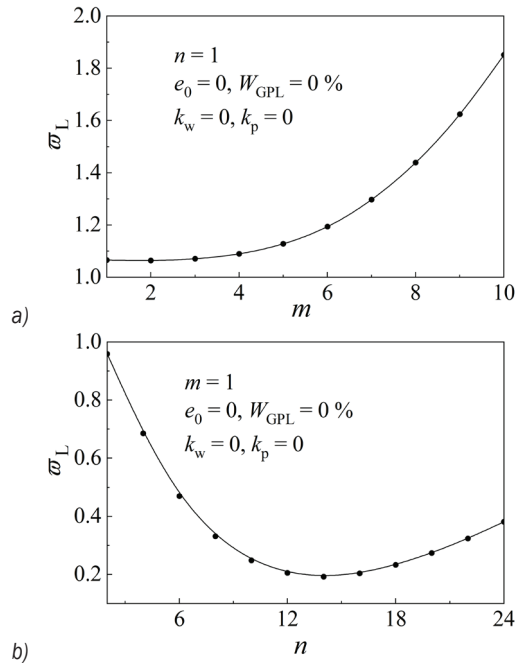 2.0
1.8
1.6
1.4
1.2
1.0
ϖL
n = 1
e0 = 0, WGPL = 0 %
kw = 0, kp = 0
2 4 6 8 10
m
a)
1.0
0.8
0.6
0.4
0.2
ϖL
m = 1
e0 = 0, WGPL = 0 %
kw = 0, kp = 0
6 12 18 24
n
b)